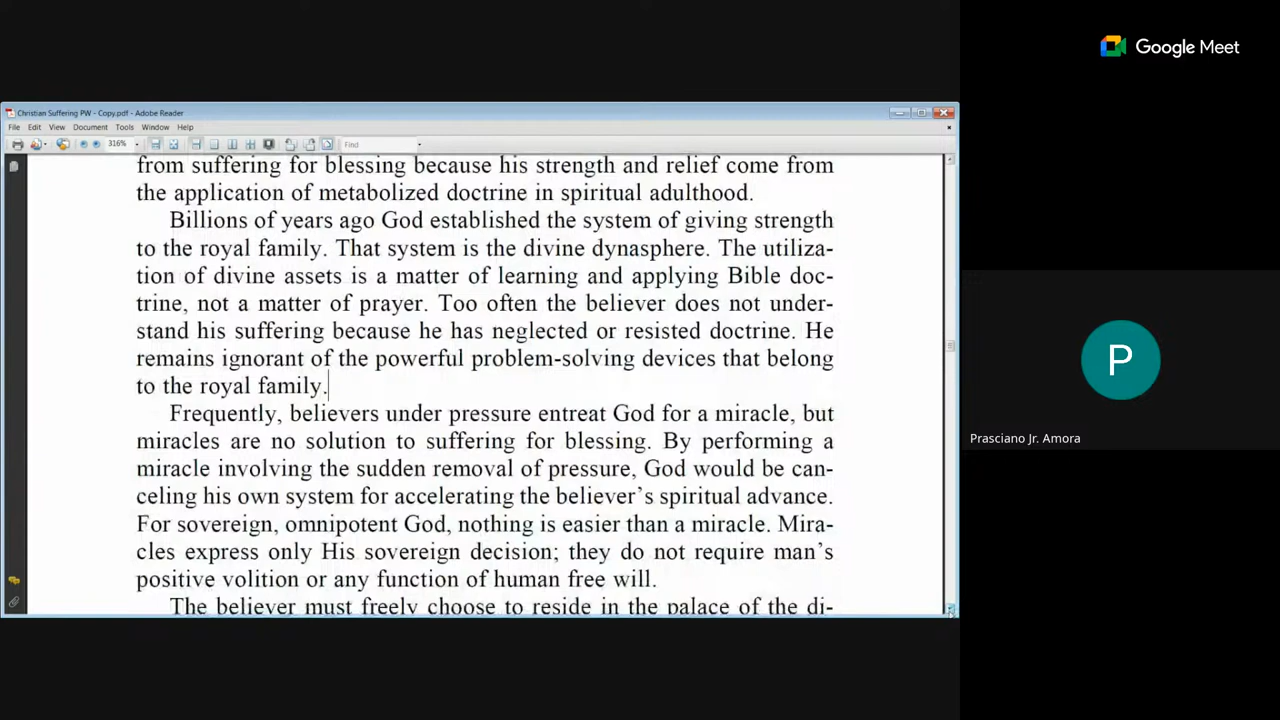 Google Meet
Christian Suffering PW - Copy.pdf - Adobe Reader
File Edit View Document Tools Window Help
316%
Find
from suffering for blessing because his strength and relief come from
the application of metabolized doctrine in spiritual adulthood.
Billions of years ago God established the system of giving strength
to the royal family. That system is the divine dynasphere. The utiliza-
tion of divine assets is a matter of learning and applying Bible doc-
trine, not a matter of prayer. Too often the believer does not under-
stand his suffering because he has neglected or resisted doctrine. He
remains ignorant of the powerful problem-solving devices that belong
to the royal family.
Frequently, believers under pressure entreat God for a miracle, but
miracles are no solution to suffering for blessing. By performing a
miracle involving the sudden removal of pressure, God would be can-
celing his own system for accelerating the believer's spiritual advance.
For sovereign, omnipotent God, nothing is easier than a miracle. Mira-
cles express only His sovereign decision; they do not require man's
positive volition or any function of human free will.
The believer must freely choose to reside in the palace of the di-
P
Prasciano Jr. Amora